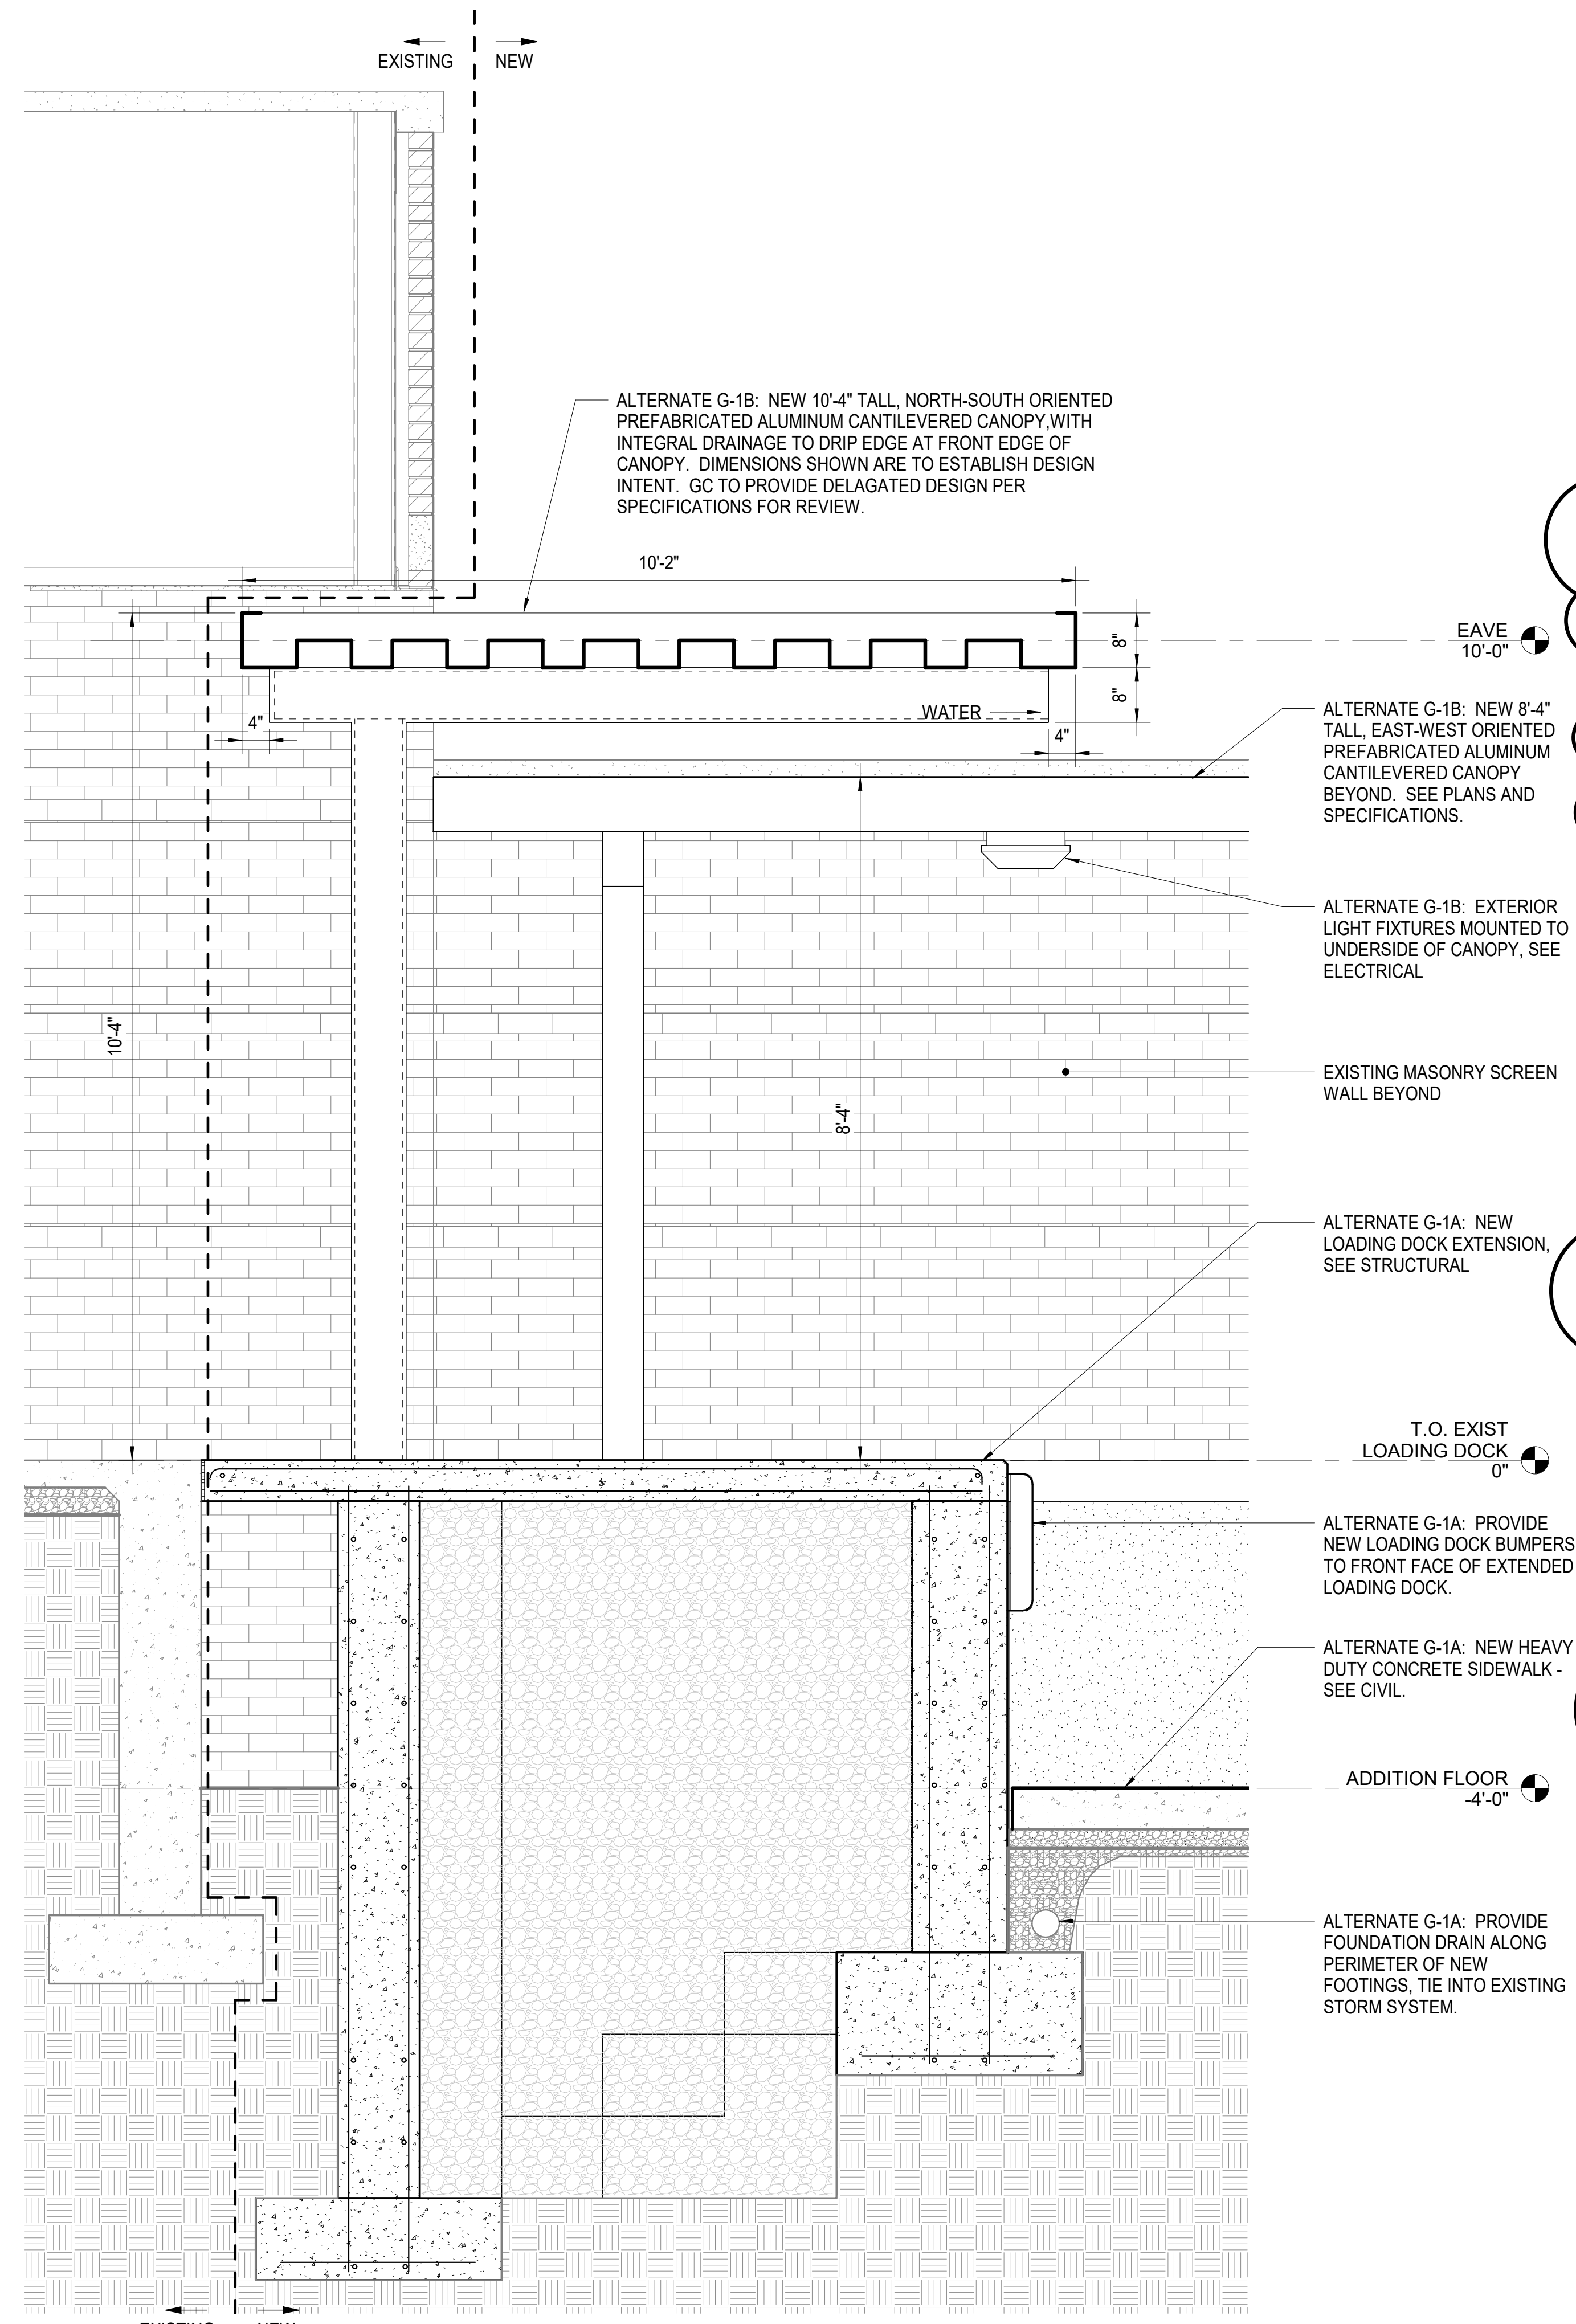 EXISTING NEW
ALTERNATE G-1B: NEW 10'-4" TALL, NORTH-SOUTH ORIENTED
PREFABRICATED ALUMINUM CANTILEVERED CANOPY,WITH
INTEGRAL DRAINAGE TO DRIP EDGE AT FRONT EDGE OF
CANOPY. DIMENSIONS SHOWN ARE TO ESTABLISH DESIGN
INTENT. GC TO PROVIDE DELAGATED DESIGN PER
SPECIFICATIONS FOR REVIEW.
10'-2"
8"
EAVE
10'-0"
8"
4"
WATER
4"
ALTERNATE G-1B: NEW 8'-4"
TALL, EAST-WEST ORIENTED
PREFABRICATED ALUMINUM
CANTILEVERED CANOPY
BEYOND. SEE PLANS AND
SPECIFICATIONS.
ALTERNATE G-1B: EXTERIOR
LIGHT FIXTURES MOUNTED TO
UNDERSIDE OF CANOPY, SEE
ELECTRICAL
10'-4"
8'-4"
EXISTING MASONRY SCREEN
WALL BEYOND
ALTERNATE G-1A: NEW
LOADING DOCK EXTENSION,
SEE STRUCTURAL
T.O. EXIST
LOADING DOCK
0"
ALTERNATE G-1A: PROVIDE
NEW LOADING DOCK BUMPERS
TO FRONT FACE OF EXTENDED
LOADING DOCK.
ALTERNATE G-1A: NEW HEAVY
DUTY CONCRETE SIDEWALK -
SEE CIVIL.
ADDITION FLOOR
-4'-0"
ALTERNATE G-1A: PROVIDE
FOUNDATION DRAIN ALONG
PERIMETER OF NEW
FOOTINGS, TIE INTO EXISTING
STORM SYSTEM.
EXISTING NEW